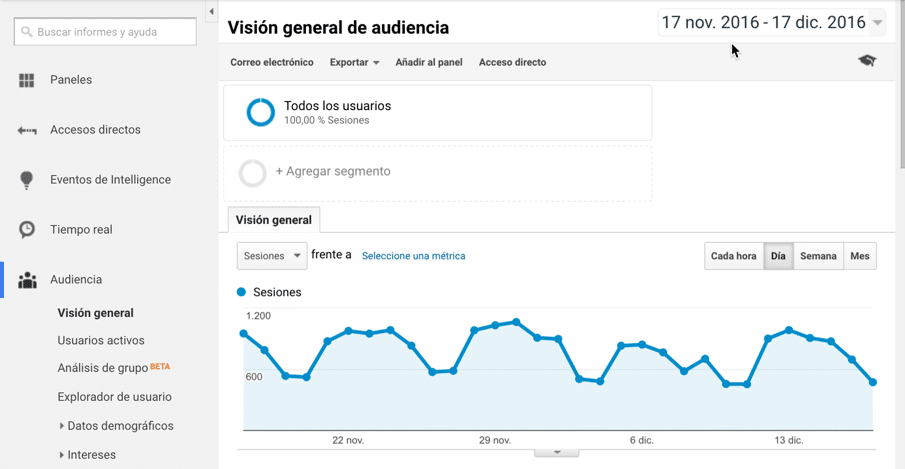 Buscar informes y ayuda
Paneles
Accesos directos
Eventos de Intelligence
Tiempo real
Audiencia
Visión general
Usuarios activos
Análisis de grupo BETA
Explorador de usuario
Datos demográficos
Intereses
Visión general de audiencia
17 nov. 2016 - 17 dic. 2016
Correo electrónico Exportar Añadir al panel Acceso directo
Todos los usuarios
100,00 % Sesiones
+ Agregar segmento
Visión general
Sesiones frente a Seleccione una métrica Cada hora Día Semana Mes
Sesiones
1.200
600
22 nov. 29 nov. 6 dic. 13 dic.